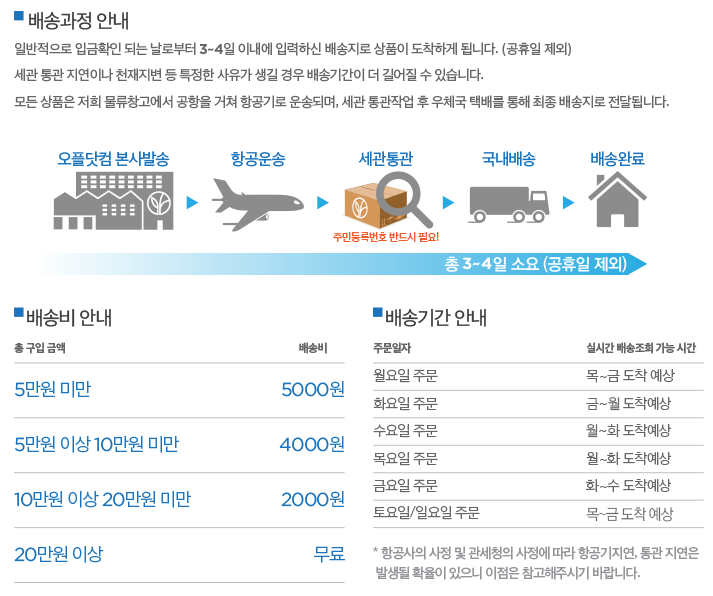 배송과정 안내
일반적으로 입금확인 되는 날로부터 3~4일 이내에 입력하신 배송지로 상품이 도착하게 됩니다. (공휴일 제외)
세관 통관 지연이나 천재지변 등 특정한 사유가 생길 경우 배송기간이 더 길어질 수 있습니다.
모든 상품은 저희 물류창고에서 공항을 거쳐 항공기로 운송되며, 세관 통관작업 후 우체국 택배를 통해 최종 배송지로 전달됩니다.
오플닷컴 본사발송 항공운송 세관통관 국내배송 배송완료
주민등록번호 반드시 필요!
총 3~4일 소요 (공휴일 제외)
배송비 안내
총 구입 금액 배송비
5만원 미만 5000원
5만원 이상 10만원 미만 4000원
10만원 이상 20만원 미만 2000원
20만원 이상 무료
배송기간 안내
주문일자 실시간 배송조회 가능 시간
월요일 주문 목~금 도착 예상
화요일 주문 금~월 도착예상
수요일 주문 월~화 도착예상
목요일 주문 월~화 도착예상
금요일 주문 화~수 도착예상
토요일/일요일 주문 목~금 도착 예상
* 항공사의 사정 및 관세청의 사정에 따라 항공기지연, 통관 지연은
발생될 확율이 있으니 이점은 참고해주시기 바랍니다.